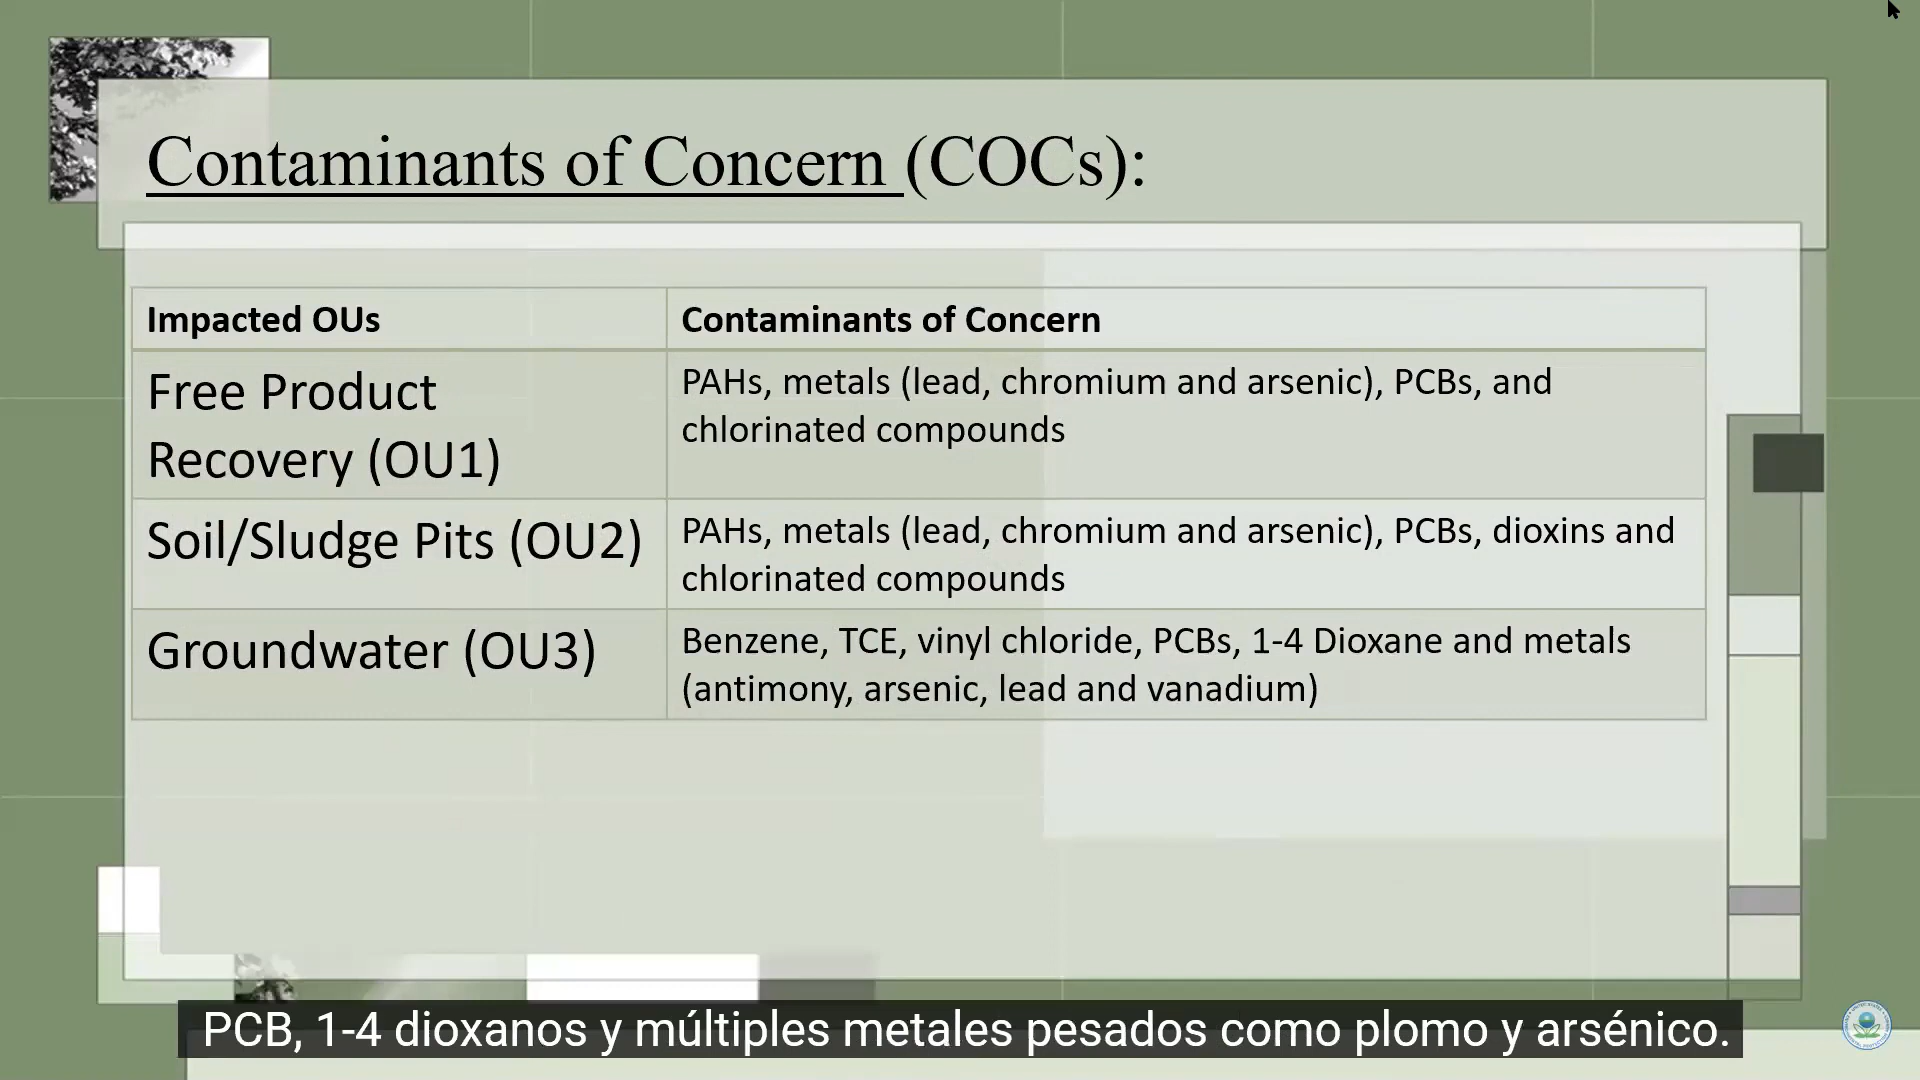 Contaminants of Concern (COCs):
Impacted OUs
Contaminants of Concern
Free Product
Recovery (OU1)
PAHs, metals (lead, chromium and arsenic), PCBs, and
chlorinated compounds
Soil/Sludge Pits (OU2)
PAHs, metals (lead, chromium and arsenic), PCBs, dioxins and
chlorinated compounds
Groundwater (OU3)
Benzene, TCE, vinyl chloride, PCBs, 1-4 Dioxane and metals
(antimony, arsenic, lead and vanadium)
PCB, 1-4 dioxanos y múltiples metales pesados como plomo y arsénico.